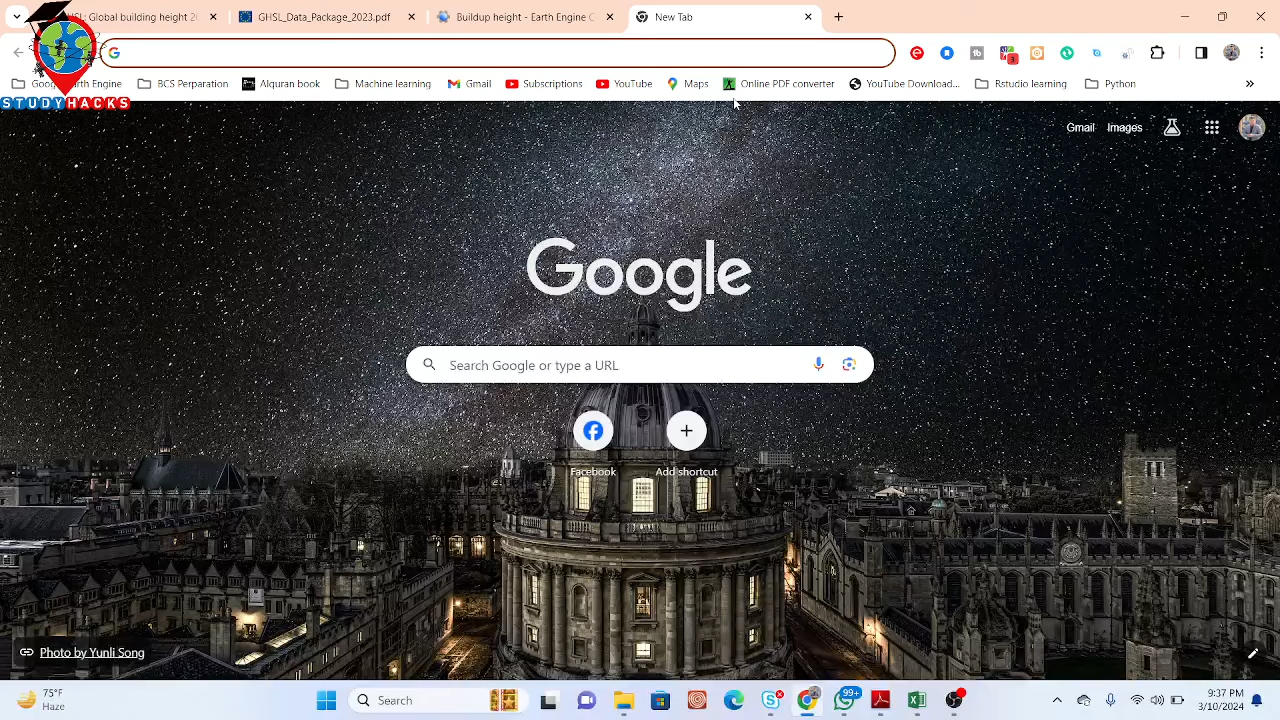 GHSL: Global building height 20
GHSL_Data_Package_2023.pdf
Buildup height - Earth Engine C
New Tab
STUDYHACKS
3
Google Earth Engine
BCS Perparation
Alquran book
Machine learning
Gmail
Subscriptions
YouTube
Maps
Online PDF converter
YouTube Download...
Rstudio learning
Python
»
Gmail
Images
Google
Search Google or type a URL
Facebook
Add shortcut
Photo by Yunli Song
75°F
Haze
Search
99+
9:37 PM
3/10/2024